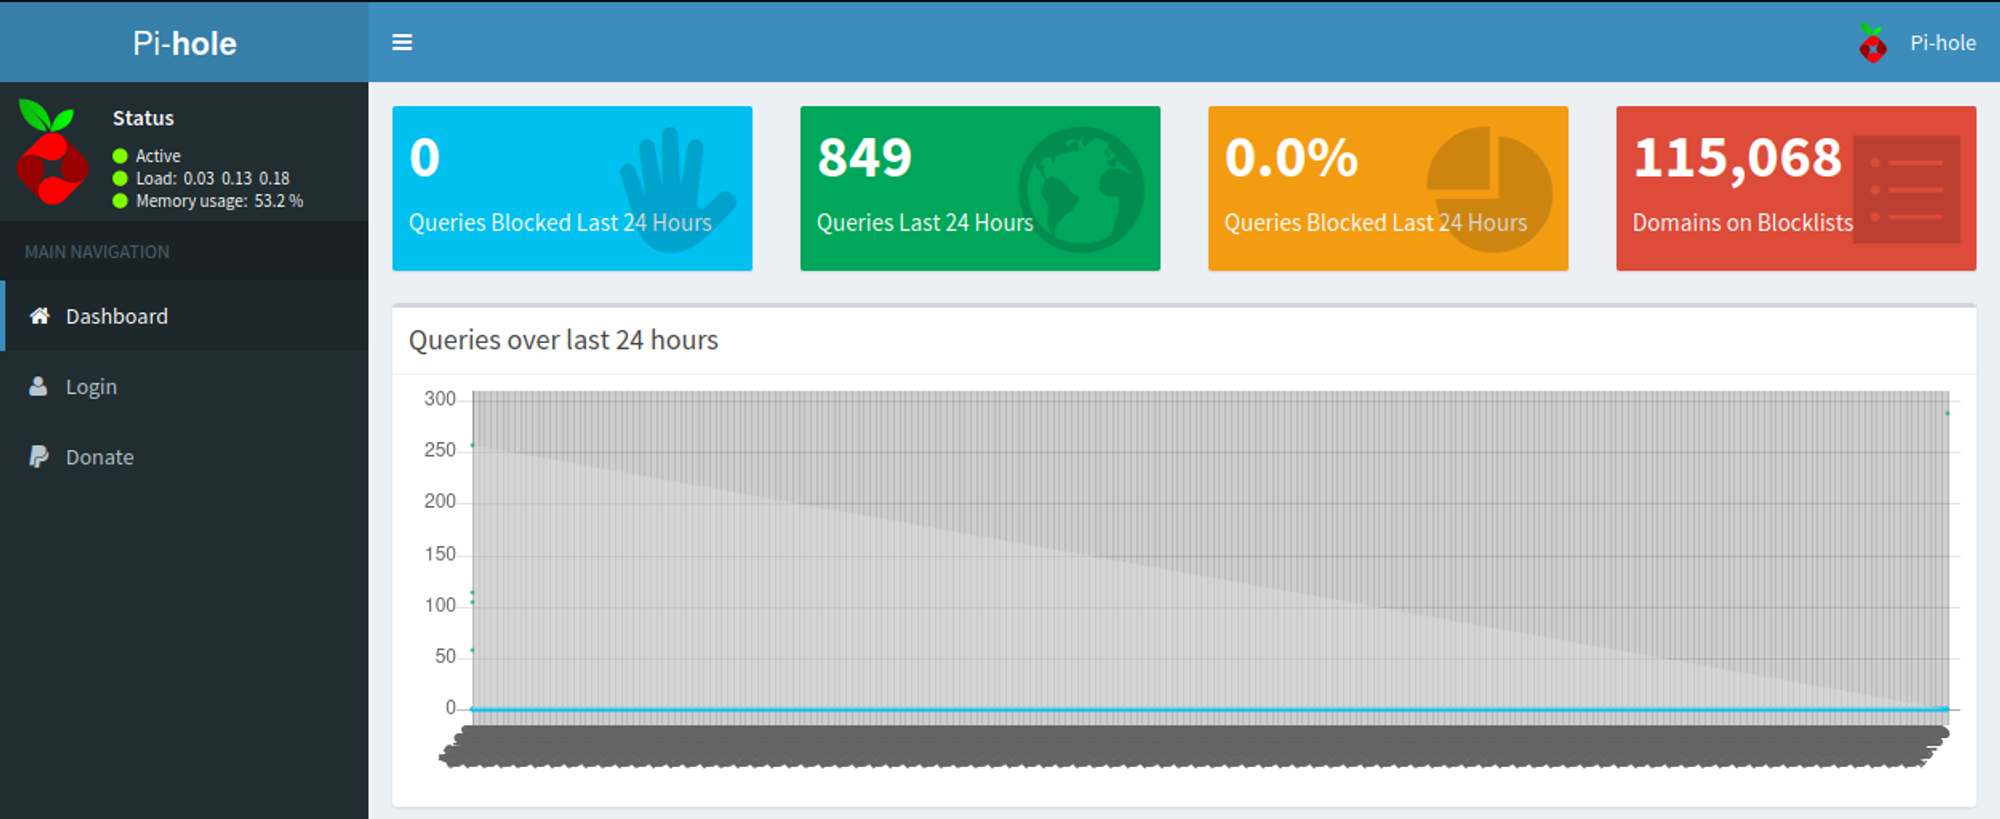 Pi-hole
Pi-hole
Status
Active
Load: 0.03 0.13 0.18
Memory usage: 53.2 %
MAIN NAVIGATION
Dashboard
Login
Donate
0
Queries Blocked Last 24 Hours
849
Queries Last 24 Hours
0.0%
Queries Blocked Last 24 Hours
115,068
Domains on Blocklists
Queries over last 24 hours
300
250
200
150
100
50
0